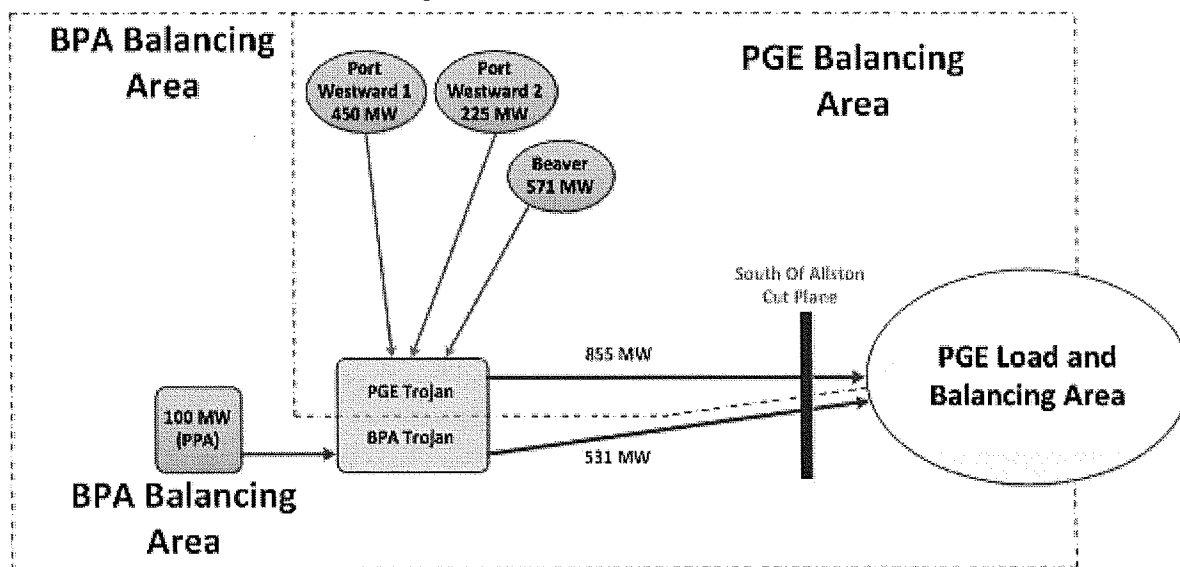 BPA Balancing
Area
Port
Westward 1
450 MW
Port
Westward 2
225 MW
PGE Balancing
Area
Beaver
571 MW
South Of Allston
Cut Plane
855 MW
PGE Trojan
BPA Trojan
531 MW
PGE Load and
Balancing Area
100 MW
(PPA)
BPA Balancing
Area